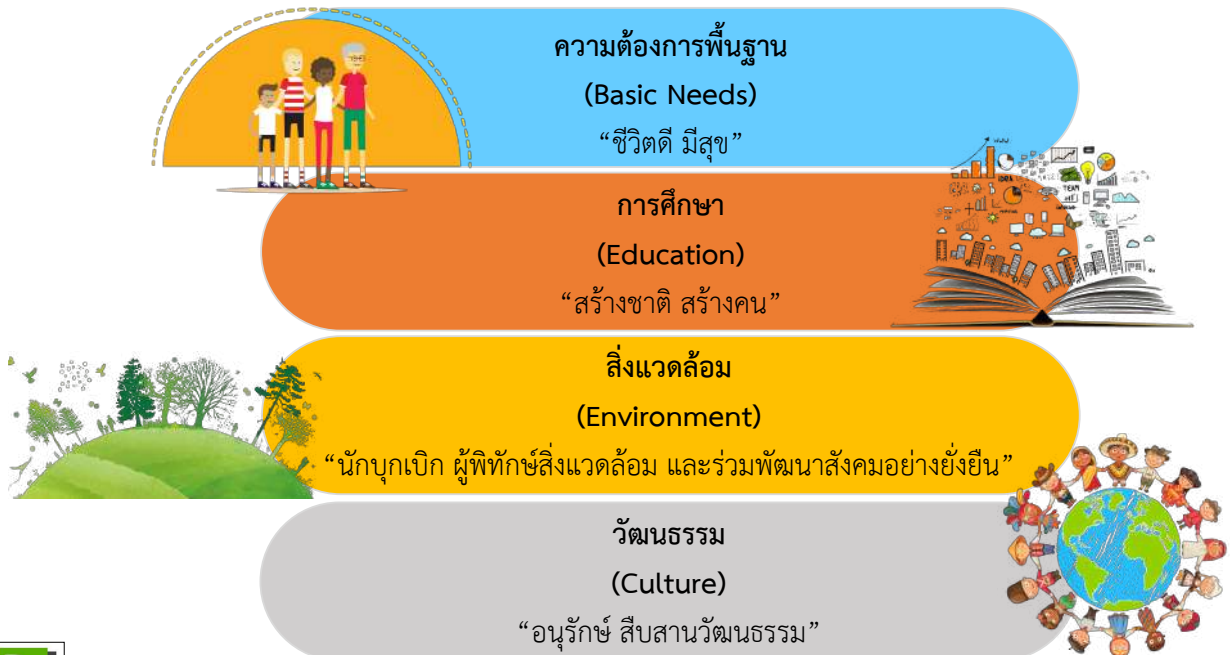 ความต้องการพื้นฐาน
(Basic Needs)
“ชีวิตดี มีสุข”
การศึกษา
(Education)
“สร้างชาติ สร้างคน”
สิ่งแวดล้อม
(Environment)
“นักบุกเบิก ผู้พิทักษ์สิ่งแวดล้อม และร่วมพัฒนาสังคมอย่างยั่งยืน”
วัฒนธรรม
(Culture)
“อนุรักษ์ สืบสานวัฒนธรรม”